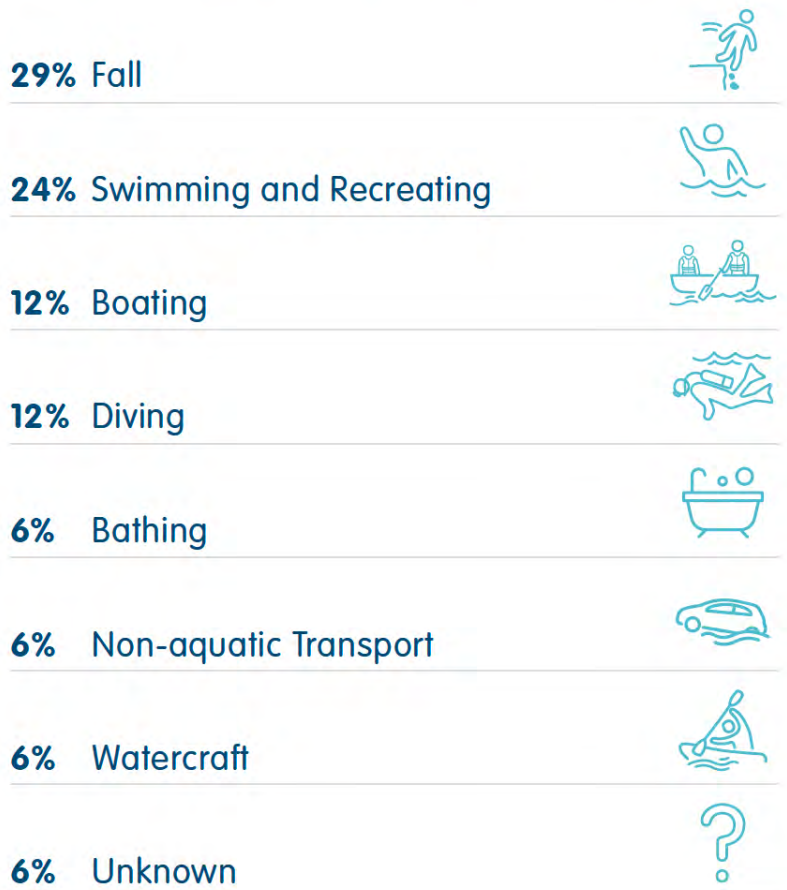 29% Fall
24% Swimming and Recreating
12% Boating
12% Diving
6% Bathing
6% Non-aquatic Transport
6% Watercraft
6% Unknown